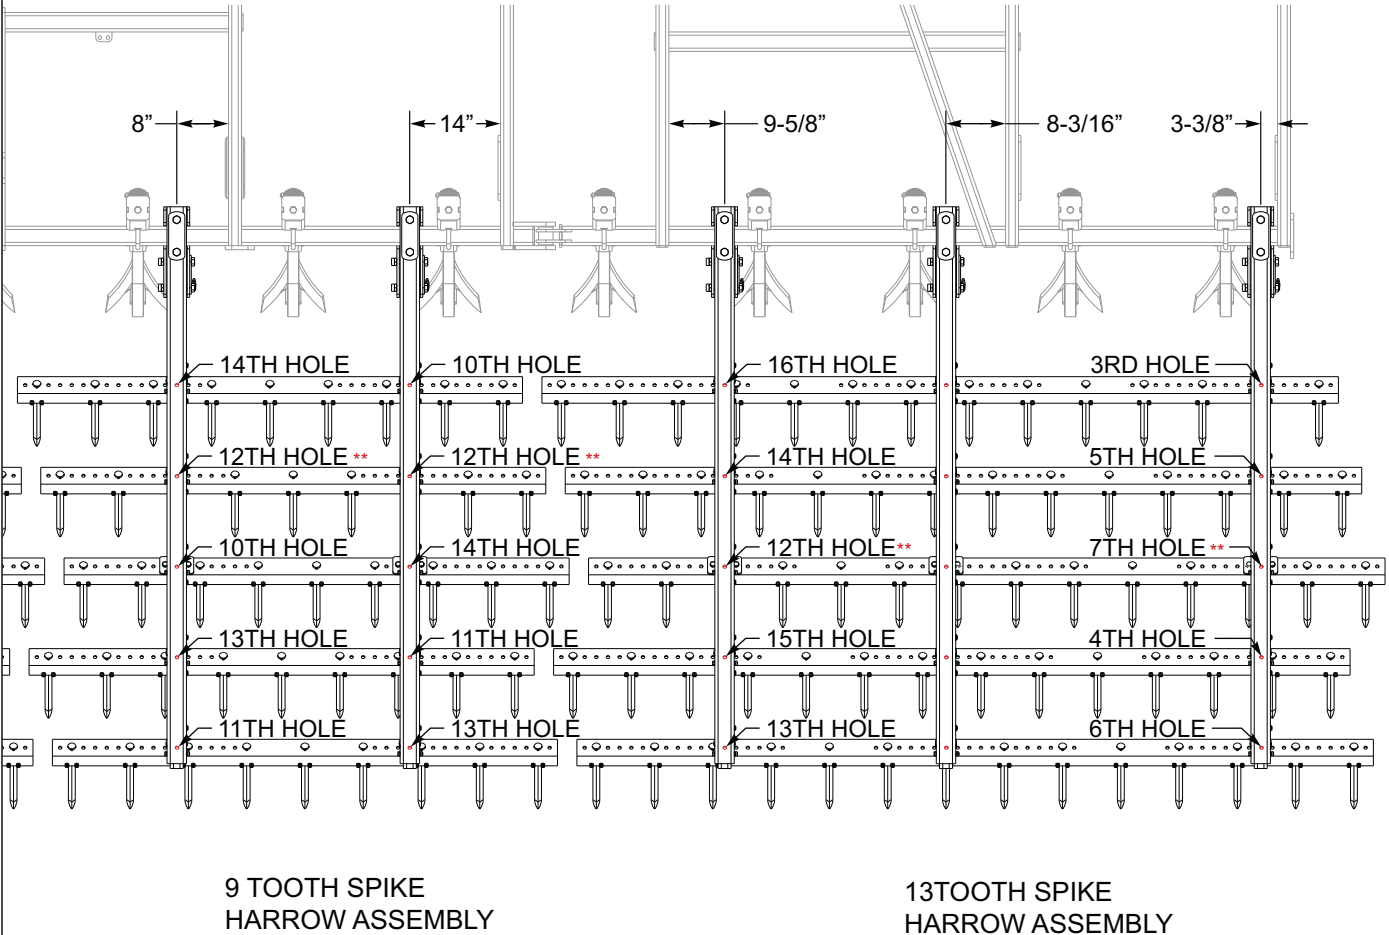 8” 14” 9-5/8” 8-3/16” 3-3/8”
14TH HOLE 10TH HOLE 16TH HOLE 3RD HOLE
12TH HOLE ** 12TH HOLE ** 14TH HOLE 5TH HOLE
10TH HOLE 14TH HOLE 12TH HOLE** 7TH HOLE **
13TH HOLE 11TH HOLE 15TH HOLE 4TH HOLE
11TH HOLE 13TH HOLE 13TH HOLE 6TH HOLE
9 TOOTH SPIKE
HARROW ASSEMBLY
13TOOTH SPIKE
HARROW ASSEMBLY